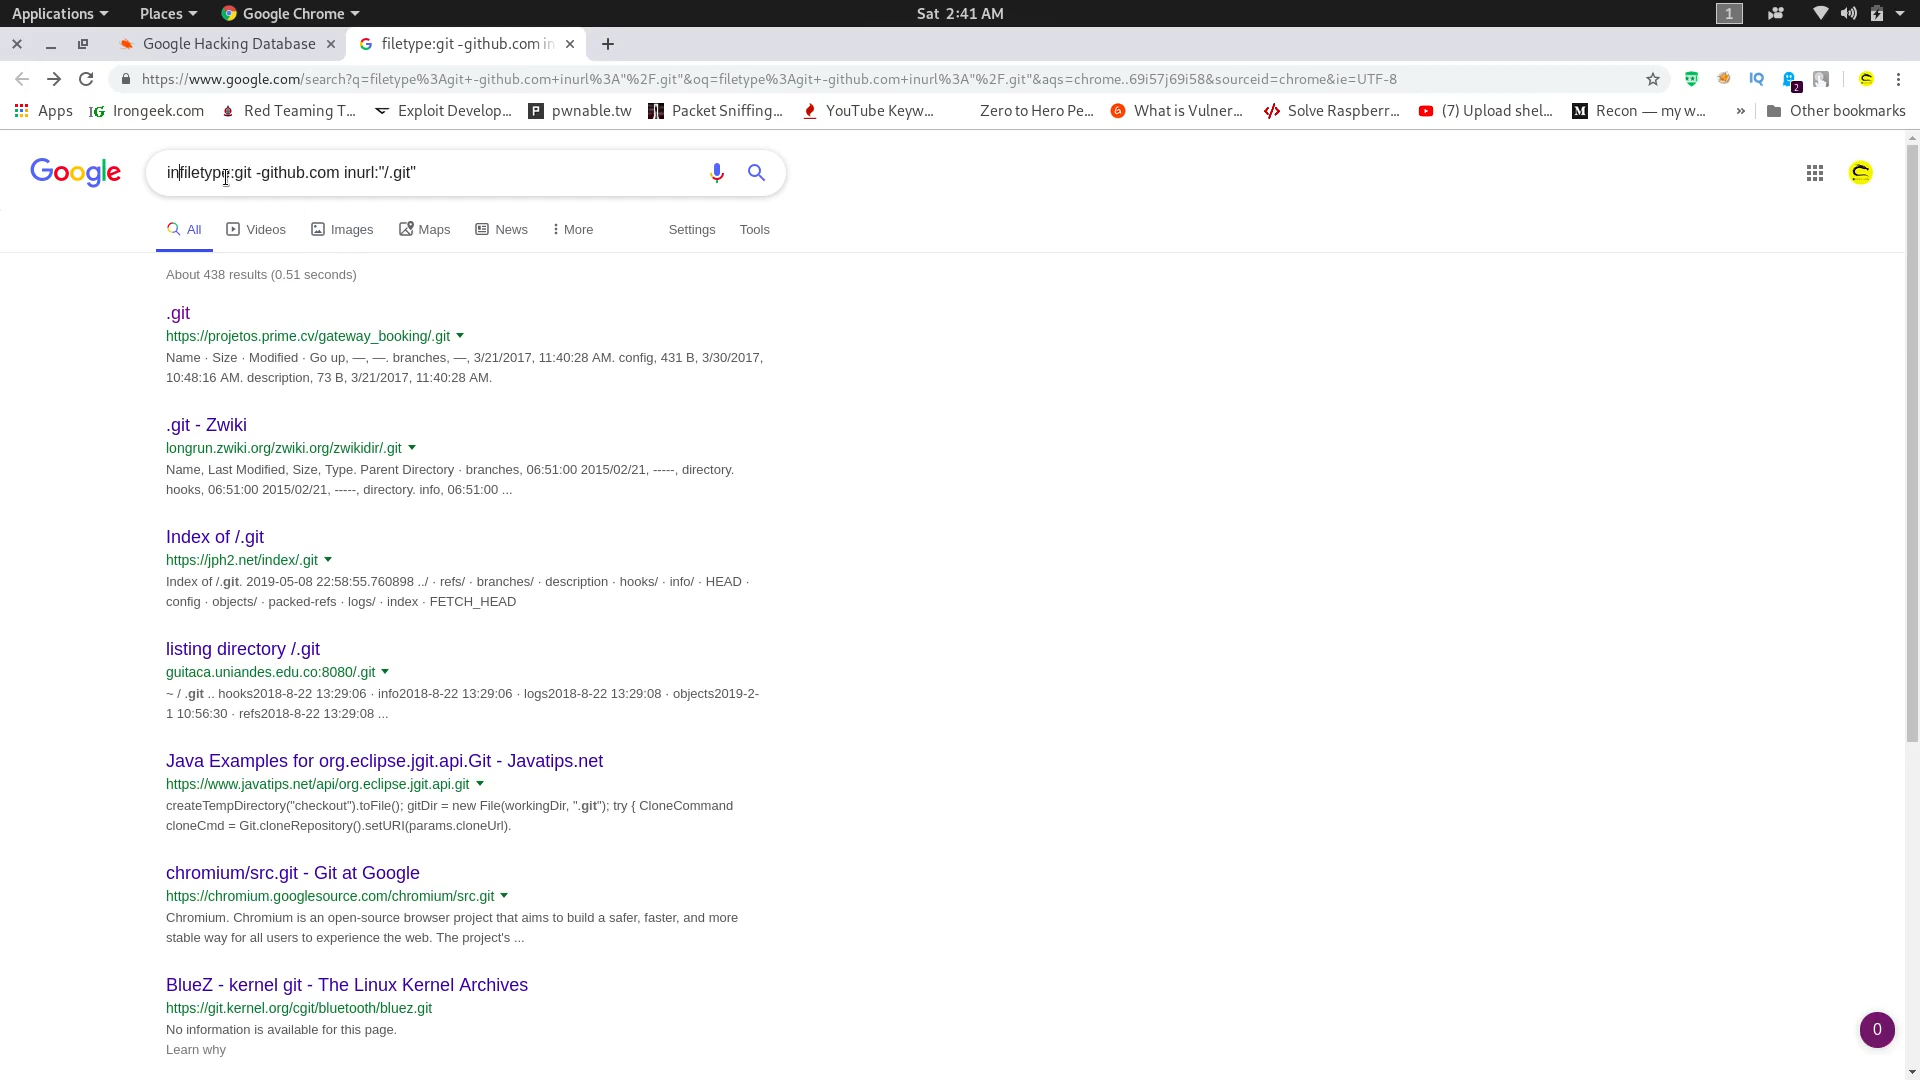 Applications Places Google Chrome Sat 2:41 AM 1
Google Hacking Database filetype:git -github.com in
https://www.google.com/search?q=filetype%3Agit+-github.com+inurl%3A"%2F.git"&oq=filetype%3Agit+-github.com+inurl%3A"%2F.git"&aqs=chrome..69i57j69i58&sourceid=chrome&ie=UTF-8 IQ 2
Apps IG Irongeek.com Red Teaming T... Exploit Develop... P pwnable.tw Packet Sniffing... YouTube Keyw... Zero to Hero Pe... What is Vulner... Solve Raspberr... (7) Upload shel... M Recon — my w... » Other bookmarks
Google infiletype:git -github.com inurl:"/.git"
All Videos Images Maps News More Settings Tools
About 438 results (0.51 seconds)
.git
https://projetos.prime.cv/gateway_booking/.git
Name · Size · Modified · Go up, —, —. branches, —, 3/21/2017, 11:40:28 AM. config, 431 B, 3/30/2017,
10:48:16 AM. description, 73 B, 3/21/2017, 11:40:28 AM.
.git - Zwiki
longrun.zwiki.org/zwiki.org/zwikidir/.git
Name, Last Modified, Size, Type. Parent Directory · branches, 06:51:00 2015/02/21, -----, directory.
hooks, 06:51:00 2015/02/21, -----, directory. info, 06:51:00 ...
Index of /.git
https://jph2.net/index/.git
Index of /.git. 2019-05-08 22:58:55.760898 ../ · refs/ · branches/ · description · hooks/ · info/ · HEAD ·
config · objects/ · packed-refs · logs/ · index · FETCH_HEAD
listing directory /.git
guitaca.uniandes.edu.co:8080/.git
~ / .git .. hooks2018-8-22 13:29:06 · info2018-8-22 13:29:06 · logs2018-8-22 13:29:08 · objects2019-2-
1 10:56:30 · refs2018-8-22 13:29:08 ...
Java Examples for org.eclipse.jgit.api.Git - Javatips.net
https://www.javatips.net/api/org.eclipse.jgit.api.git
createTempDirectory("checkout").toFile(); gitDir = new File(workingDir, ".git"); try { CloneCommand
cloneCmd = Git.cloneRepository().setURI(params.cloneUrl).
chromium/src.git - Git at Google
https://chromium.googlesource.com/chromium/src.git
Chromium. Chromium is an open-source browser project that aims to build a safer, faster, and more
stable way for all users to experience the web. The project's ...
BlueZ - kernel git - The Linux Kernel Archives
https://git.kernel.org/cgit/bluetooth/bluez.git
No information is available for this page.
Learn why
0